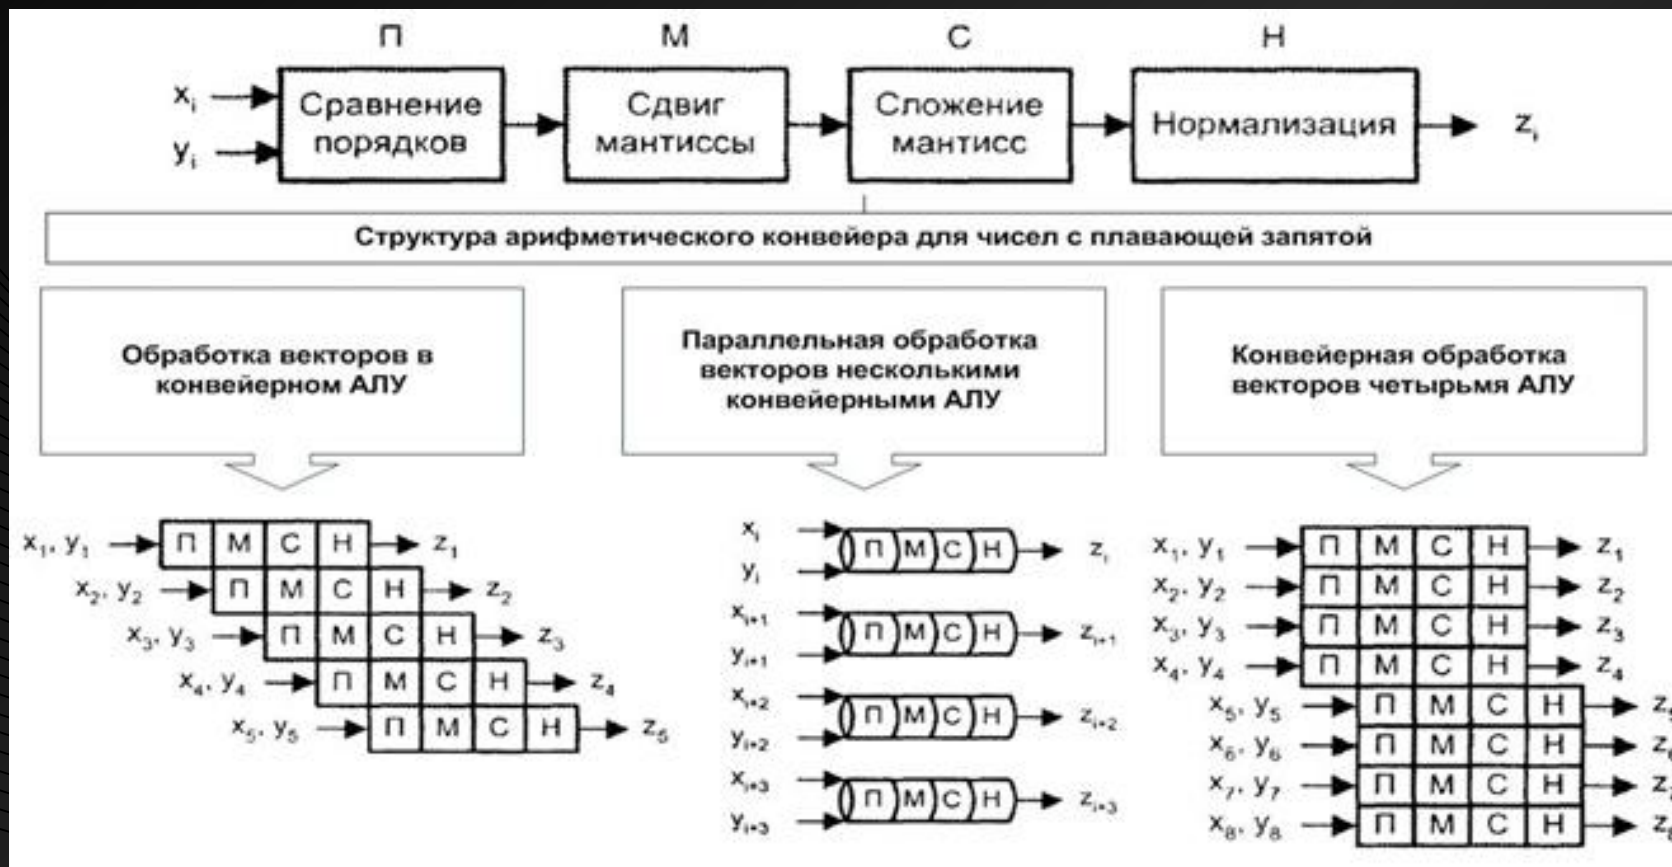 П М С Н
xᵢ
yᵢ
Сравнение
порядков
Сдвиг
мантиссы
Сложение
мантисс
Нормализация
zᵢ
Структура арифметического конвейера для чисел с плавающей запятой
Обработка векторов в
конвейерном АЛУ
Параллельная обработка
векторов несколькими
конвейерными АЛУ
Конвейерная обработка
векторов четырьмя АЛУ
x₁, y₁ П М С Н z₁
x₂, y₂ П М С Н z₂
x₃, y₃ П М С Н z₃
x₄, y₄ П М С Н z₄
x₅, y₅ П М С Н z₅
xᵢ
П М С Н zᵢ
yᵢ
xᵢ₊₁
П М С Н zᵢ₊₁
yᵢ₊₁
xᵢ₊₂
П М С Н zᵢ₊₂
yᵢ₊₂
xᵢ₊₃
П М С Н zᵢ₊₃
yᵢ₊₃
x₁, y₁ П М С Н z₁
x₂, y₂ П М С Н z₂
x₃, y₃ П М С Н z₃
x₄, y₄ П М С Н z₄
x₅, y₅ П М С Н z₅
x₆, y₆ П М С Н z₆
x₇, y₇ П М С Н z
x₈, y₈ П М С Н z₈